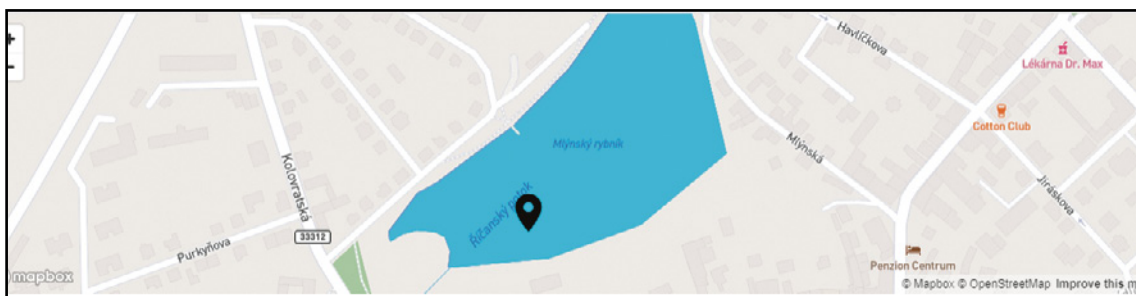 +
−
Havlíčkova
Lékárna Dr. Max
Cotton Club
Mlýnský rybník
Mlýnská
Kolovratská
Říčanský potok
Jiráskova
33312
Purkyňova
Penzion Centrum
mapbox
© Mapbox © OpenStreetMap Improve this m